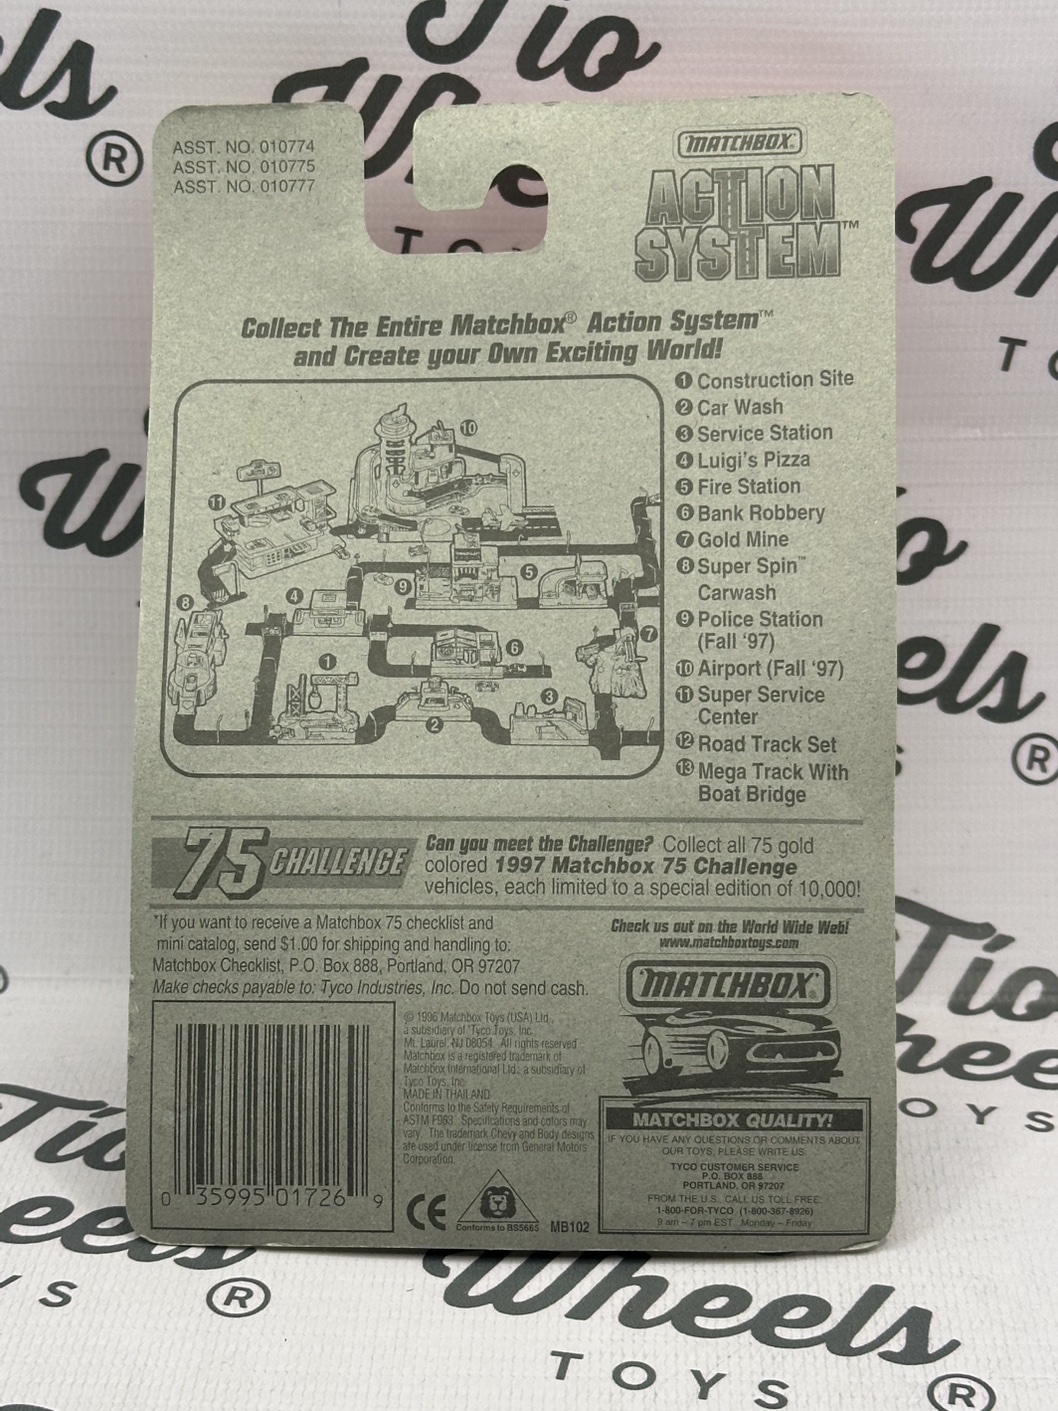 ASST. NO. 010774
ASST. NO. 010775
ASST. NO. 010777
MATCHBOX®
ACTION
SYSTEM™
Collect The Entire Matchbox® Action System™
and Create your Own Exciting World!
1 Construction Site
2 Car Wash
3 Service Station
4 Luigi's Pizza
5 Fire Station
6 Bank Robbery
7 Gold Mine
8 Super Spin™
Carwash
9 Police Station
(Fall '97)
10 Airport (Fall '97)
11 Super Service
Center
12 Road Track Set
13 Mega Track With
Boat Bridge
10
11
9
5
8
4
7
6
1
3
2
75 CHALLENGE
Can you meet the Challenge? Collect all 75 gold
colored 1997 Matchbox 75 Challenge
vehicles, each limited to a special edition of 10,000!
*If you want to receive a Matchbox 75 checklist and
mini catalog, send $1.00 for shipping and handling to:
Matchbox Checklist, P.O. Box 888, Portland, OR 97207
Make checks payable to: Tyco Industries, Inc. Do not send cash.
Check us out on the World Wide Web!
www.matchboxtoys.com
MATCHBOX®
© 1996 Matchbox Toys (USA) Ltd.,
a subsidiary of Tyco Toys, Inc.
Mt. Laurel, NJ 08054. All rights reserved
Matchbox is a registered trademark of
Matchbox International Ltd., a subsidiary of
Tyco Toys, Inc.
MADE IN THAILAND
Conforms to the Safety Requirements of
ASTM F963. Specifications and colors may
vary. The trademark Chevy and Body designs
are used under license from General Motors
Corporation.
0 35995 01726 9
CE
Conforms to BS5665
MB102
MATCHBOX QUALITY!
IF YOU HAVE ANY QUESTIONS OR COMMENTS ABOUT
OUR TOYS, PLEASE WRITE US:
TYCO CUSTOMER SERVICE
P.O. BOX 888
PORTLAND, OR 97207
FROM THE U.S., CALL US TOLL FREE:
1-800-FOR-TYCO (1-800-367-8926)
9 am - 7 pm EST. Monday - Friday
Tio
Wheels
TOYS
®